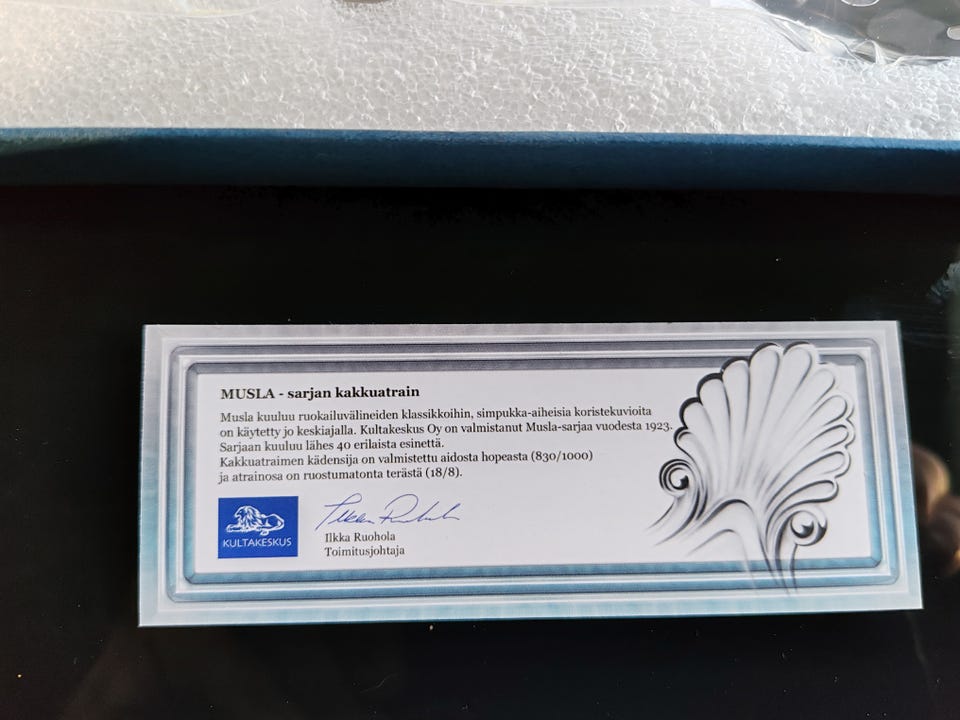 MUSLA - sarjan kakkuatrain
Musla kuuluu ruokailuvälineiden klassikkoihin, simpukka-aiheisia koristekuvioita
on käytetty jo keskiajalla. Kultakeskus Oy on valmistanut Musla-sarjaa vuodesta 1923.
Sarjaan kuuluu lähes 40 erilaista esinettä.
Kakkuatraimen kädensija on valmistettu aidosta hopeasta (830/1000)
ja atrainosa on ruostumatonta terästä (18/8).
KULTAKESKUS
Ilkka Ruohola
Ilkka Ruohola
Toimitusjohtaja